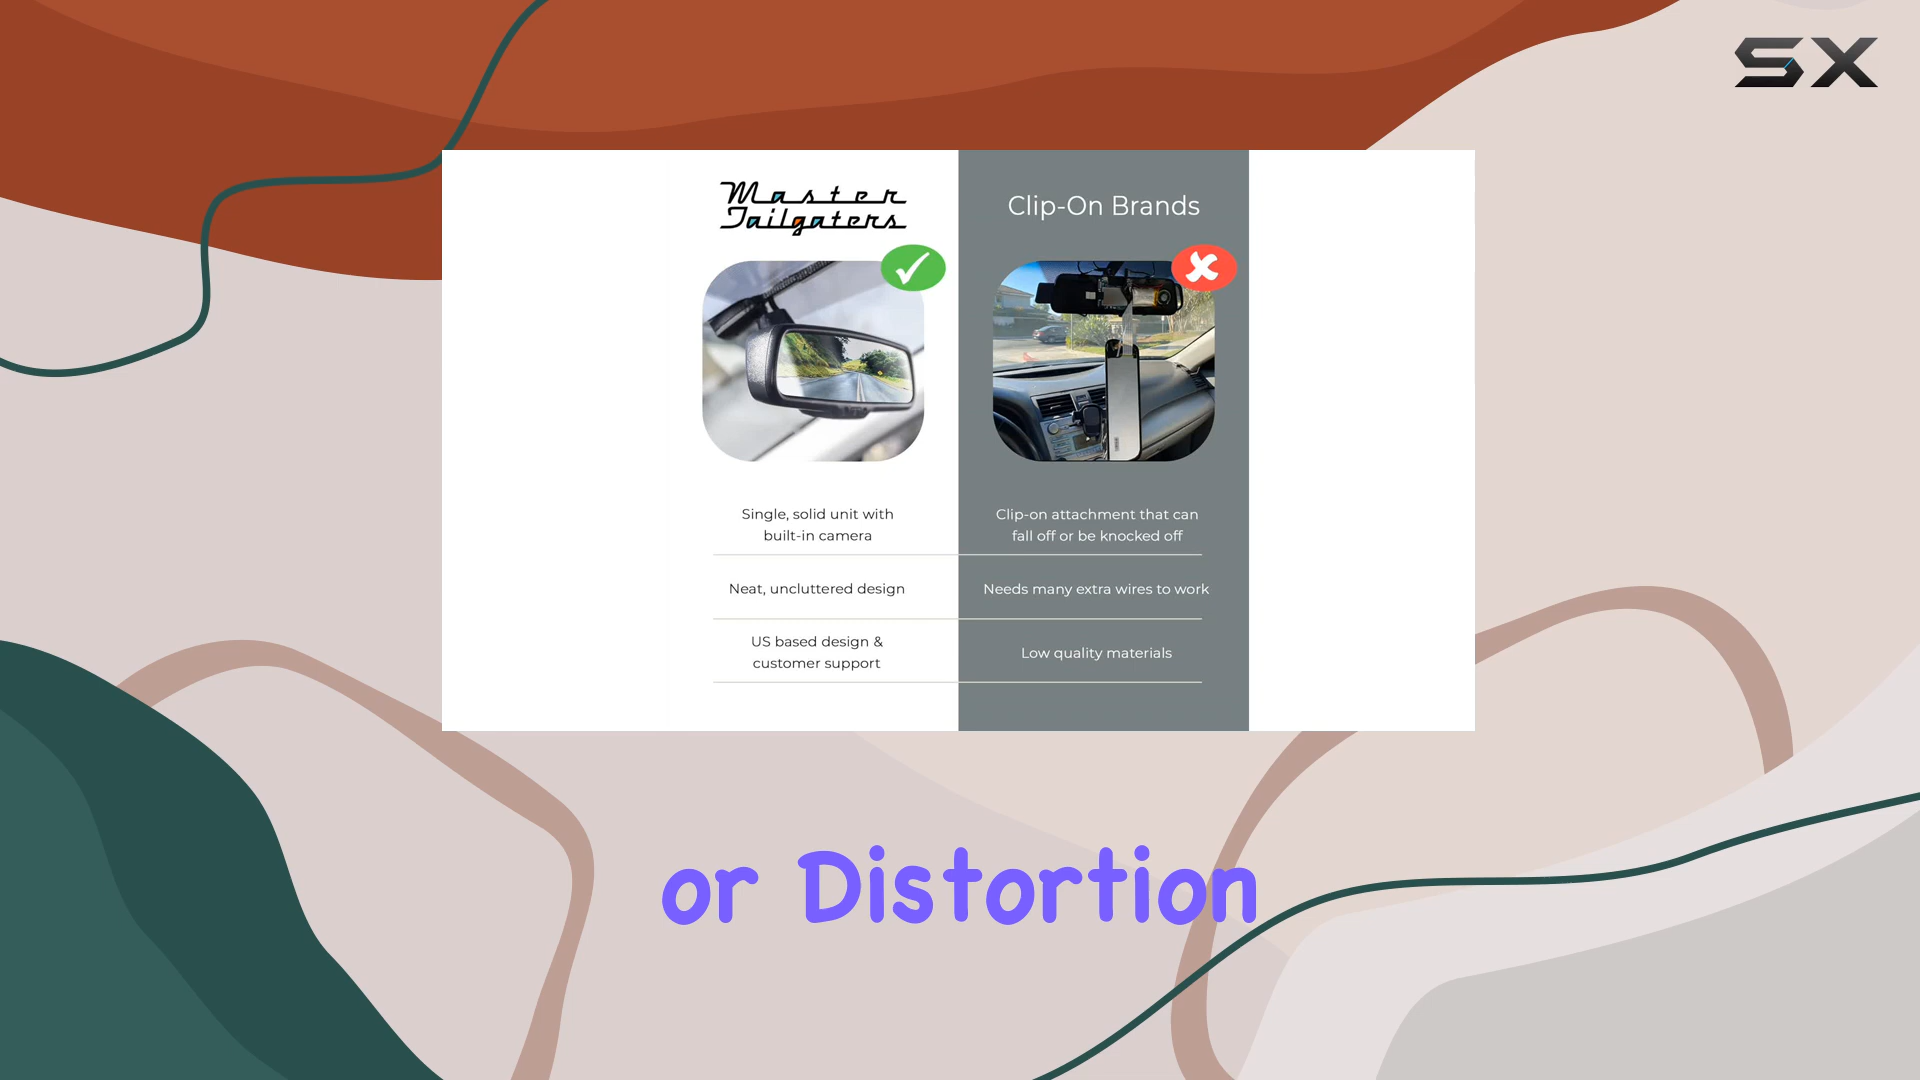 SX
Master
Tailgaters
Clip-On Brands
Single, solid unit with
built-in camera
Clip-on attachment that can
fall off or be knocked off
Neat, uncluttered design
Needs many extra wires to work
US based design &
customer support
Low quality materials
or Distortion